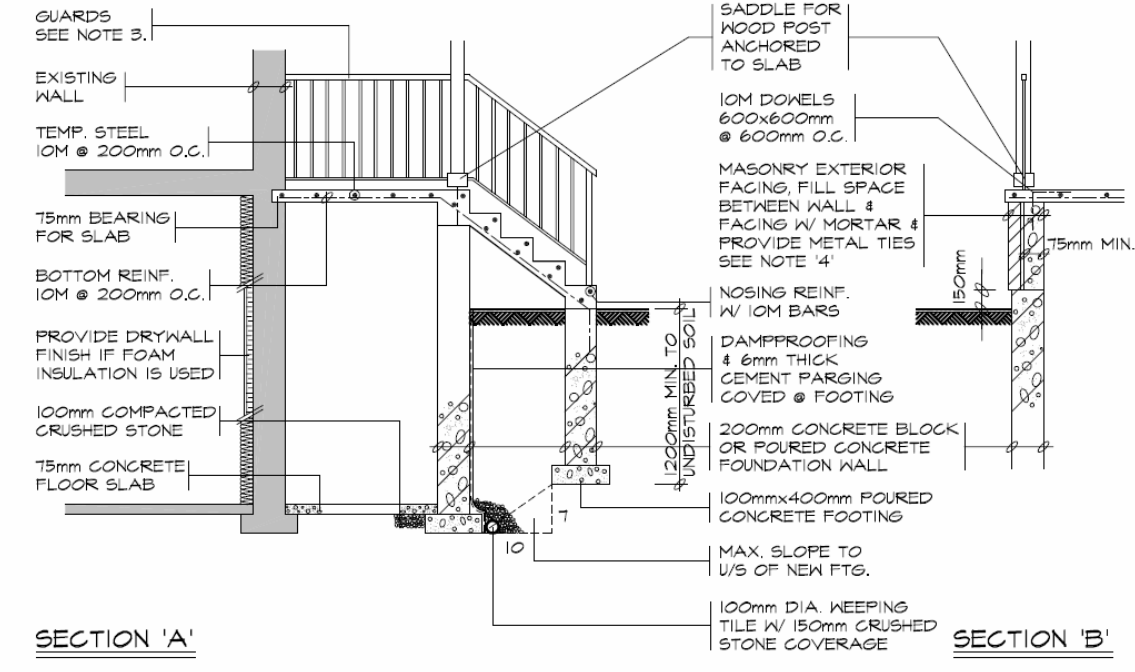 GUARDS
SEE NOTE 3.
EXISTING
WALL
TEMP. STEEL
10M @ 200mm O.C.
75mm BEARING
FOR SLAB
BOTTOM REINF.
10M @ 200mm O.C.
PROVIDE DRYWALL
FINISH IF FOAM
INSULATION IS USED
100mm COMPACTED
CRUSHED STONE
75mm CONCRETE
FLOOR SLAB
SECTION 'A'
1200mm MIN. TO
UNDISTURBED SOIL
7
10
SADDLE FOR
WOOD POST
ANCHORED
TO SLAB
10M DOWELS
600x600mm
@ 600mm O.C.
MASONRY EXTERIOR
FACING, FILL SPACE
BETWEEN WALL &
FACING W/ MORTAR &
PROVIDE METAL TIES
SEE NOTE '4'
NOSING REINF.
W/ 10M BARS
DAMPPROOFING
& 6mm THICK
CEMENT PARGING
COVED @ FOOTING
200mm CONCRETE BLOCK
OR POURED CONCRETE
FOUNDATION WALL
100mmx400mm POURED
CONCRETE FOOTING
MAX. SLOPE TO
U/S OF NEW FTG.
100mm DIA. WEEPING
TILE W/ 150mm CRUSHED
STONE COVERAGE
75mm MIN.
150mm
SECTION 'B'